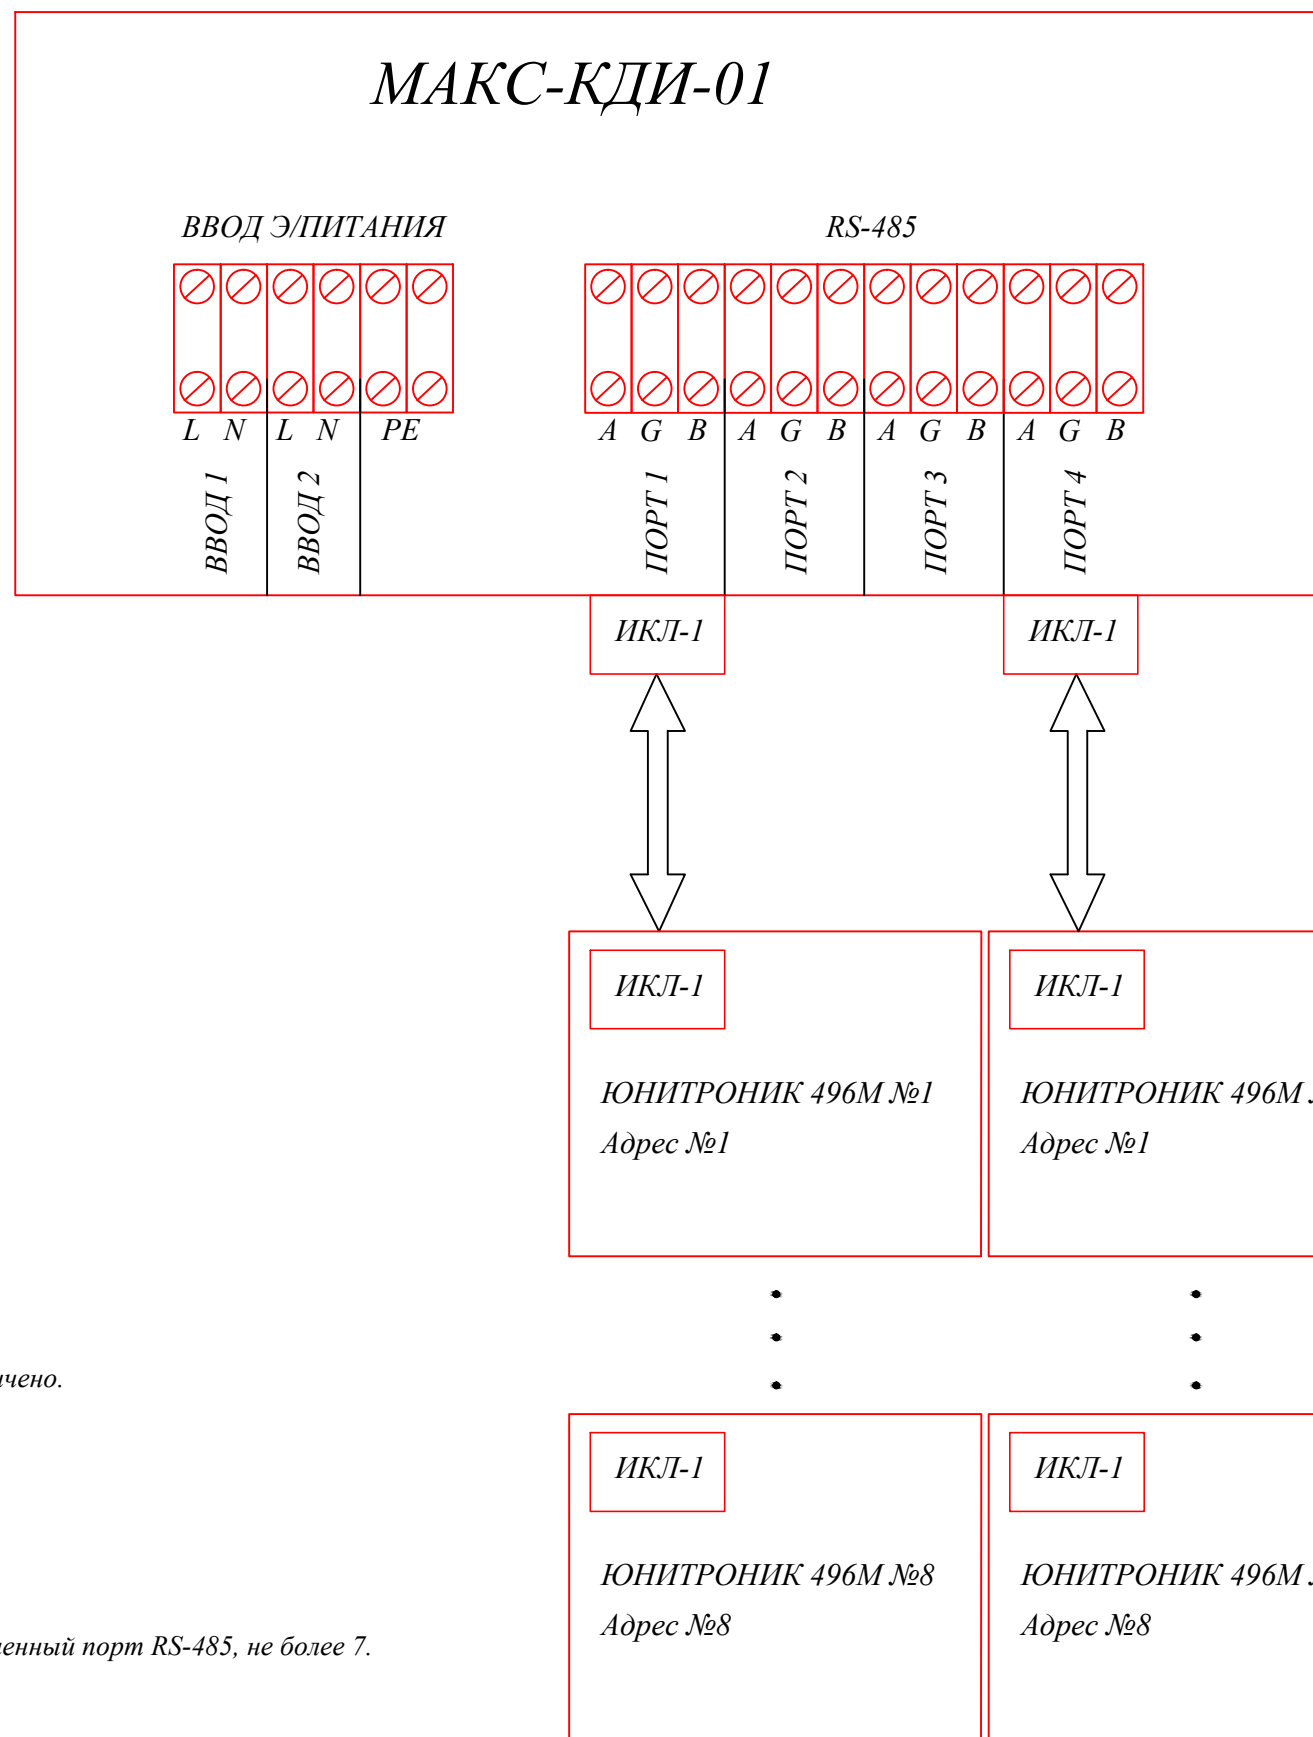 МАКС-КДИ-01
ВВОД Э/ПИТАНИЯ
RS-485
L N L N PE
A G B A G B A G B A G B
ВВОД 1
ВВОД 2
ПОРТ 1
ПОРТ 2
ПОРТ 3
ПОРТ 4
ИКЛ-1
ИКЛ-1
ИКЛ-1
ИКЛ-1
ЮНИТРОНИК 496М №1
Адрес №1
ЮНИТРОНИК 496М
Адрес №1
ИКЛ-1
ИКЛ-1
ЮНИТРОНИК 496М №8
Адрес №8
ЮНИТРОНИК 496М
Адрес №8
порт RS-485, не более 7.